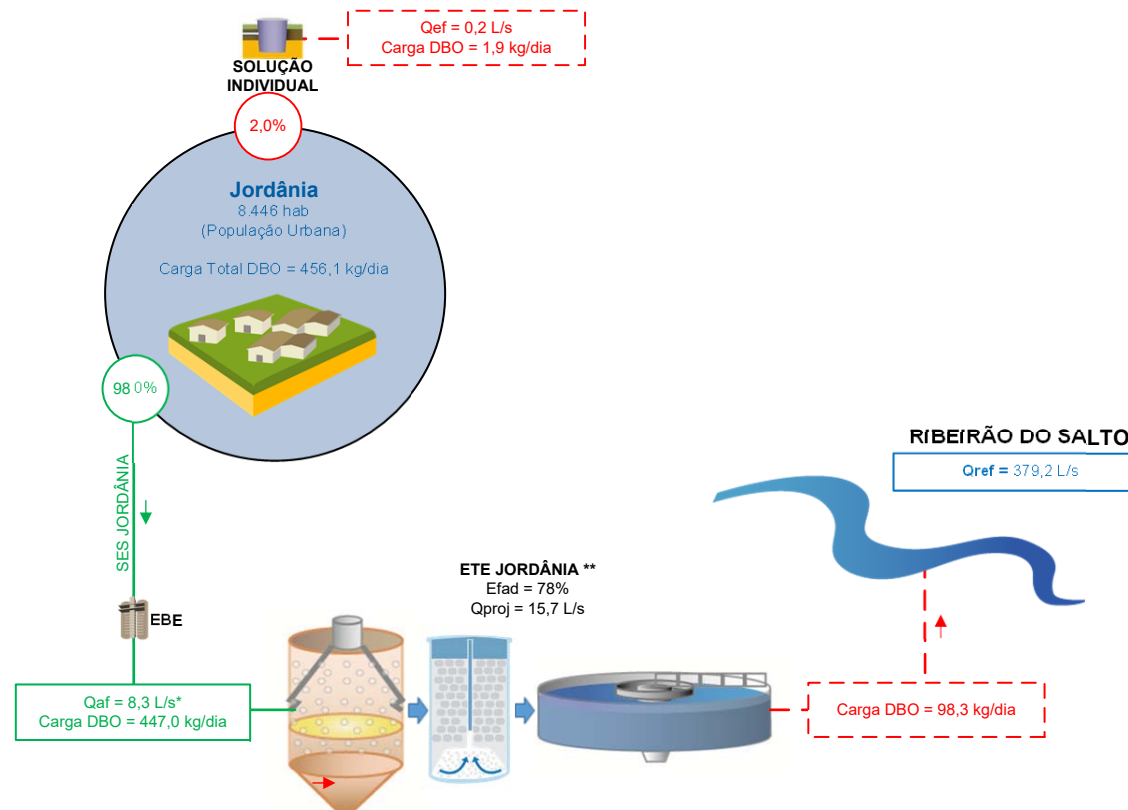 Qef = 0,2 L/s
Carga DBO = 1,9 kg/dia
SOLUÇÃO
INDIVIDUAL
2,0%
Jordânia
8.446 hab
(População Urbana)
Carga Total DBO = 456,1 kg/dia
98 0%
SES JORDÂNIA
EBE
Qaf = 8,3 L/s*
Carga DBO = 447,0 kg/dia
ETE JORDÂNIA **
Efad = 78%
Qproj = 15,7 L/s
Carga DBO = 98,3 kg/dia
RIBEIRÃO DO SALTO
Qref = 379,2 L/s